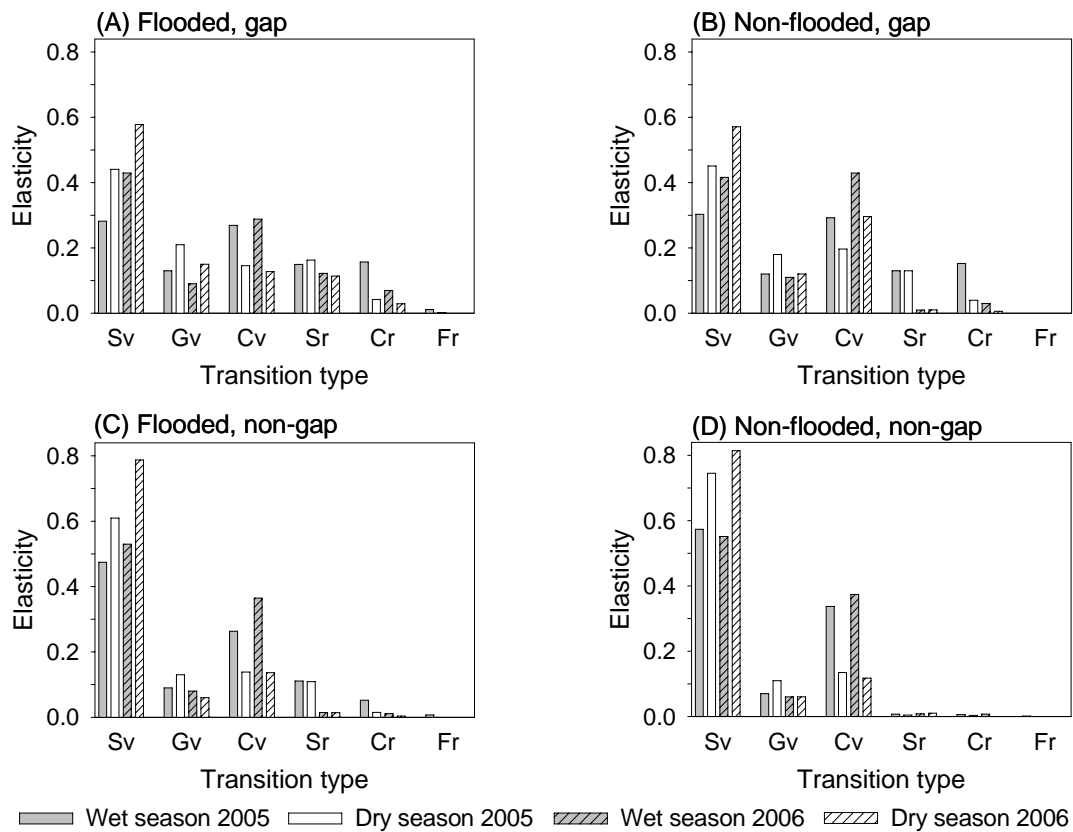 (A) Flooded, gap
0.8
0.6
0.4
0.2
0.0
Elasticity
Sv Gv Cv Sr Cr Fr
Transition type
(B) Non-flooded, gap
0.8
0.6
0.4
0.2
0.0
Elasticity
Sv Gv Cv Sr Cr Fr
Transition type
(C) Flooded, non-gap
0.8
0.6
0.4
0.2
0.0
Elasticity
Sv Gv Cv Sr Cr Fr
Transition type
(D) Non-flooded, non-gap
0.8
0.6
0.4
0.2
0.0
Elasticity
Sv Gv Cv Sr Cr Fr
Transition type
Wet season 2005 Dry season 2005 Wet season 2006 Dry season 2006